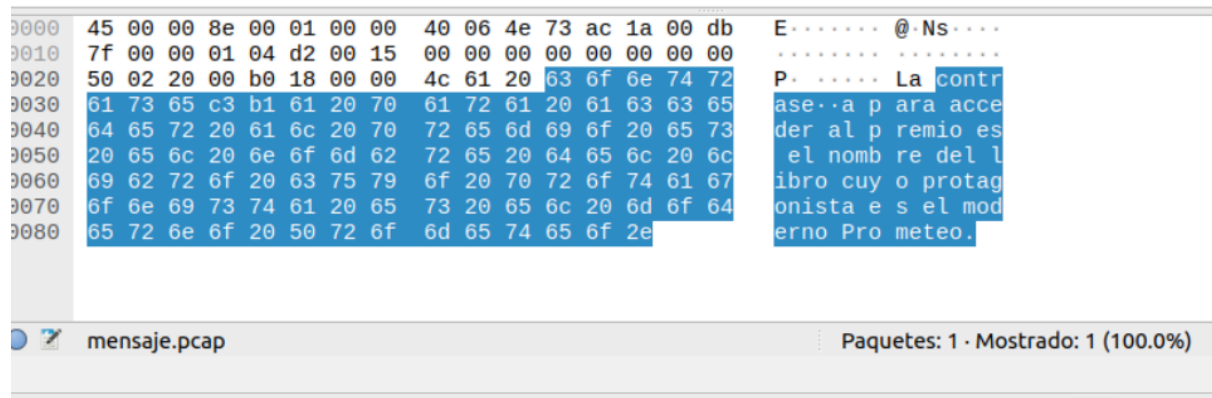 0000 45 00 00 8e 00 01 00 00 40 06 4e 73 ac 1a 00 db E······· @·Ns····
0010 7f 00 00 01 04 d2 00 15 00 00 00 00 00 00 00 00 ········ ········
0020 50 02 20 00 b0 18 00 00 4c 61 20 63 6f 6e 74 72 P· ····· La contr
0030 61 73 65 c3 b1 61 20 70 61 72 61 20 61 63 63 65 ase··a p ara acce
0040 64 65 72 20 61 6c 20 70 72 65 6d 69 6f 20 65 73 der al p remio es
0050 20 65 6c 20 6e 6f 6d 62 72 65 20 64 65 6c 20 6c el nomb re del l
0060 69 62 72 6f 20 63 75 79 6f 20 70 72 6f 74 61 67 ibro cuy o protag
0070 6f 6e 69 73 74 61 20 65 73 20 65 6c 20 6d 6f 64 onista e s el mod
0080 65 72 6e 6f 20 50 72 6f 6d 65 74 65 6f 2e erno Pro meteo.
mensaje.pcap Paquetes: 1 · Mostrado: 1 (100.0%)